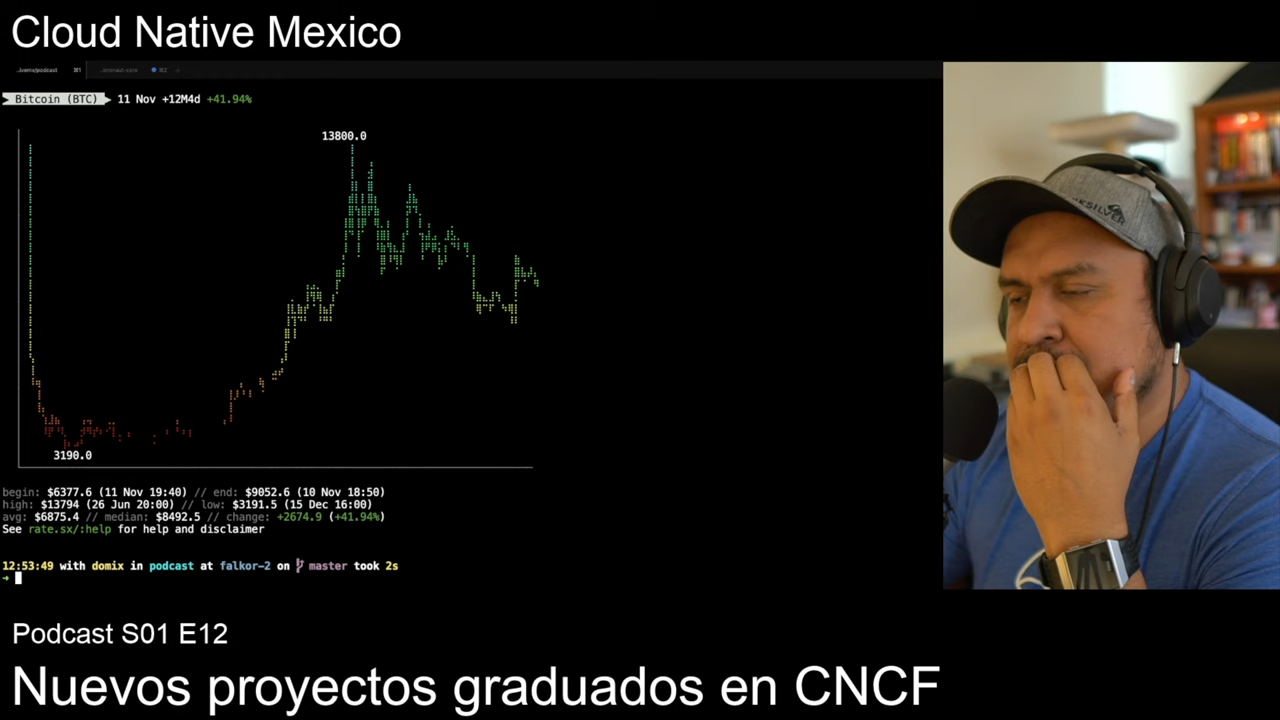 Cloud Native Mexico
../oms/podcast ⌘1
⌘2 +
Bitcoin (BTC) 11 Nov +12M4d +41.94%
13800.0
3190.0
begin: $6377.6 (11 Nov 19:40) // end: $9052.6 (10 Nov 18:50)
high: $13794 (26 Jun 20:00) // low: $3191.5 (15 Dec 16:00)
avg: $6875.4 // median: $8492.5 // change: +2674.9 (+41.94%)
See rate.sx/:help for help and disclaimer
12:53:49 with domix in podcast at falkor-2 on master took 2s
➜
Podcast S01 E12
Nuevos proyectos graduados en CNCF